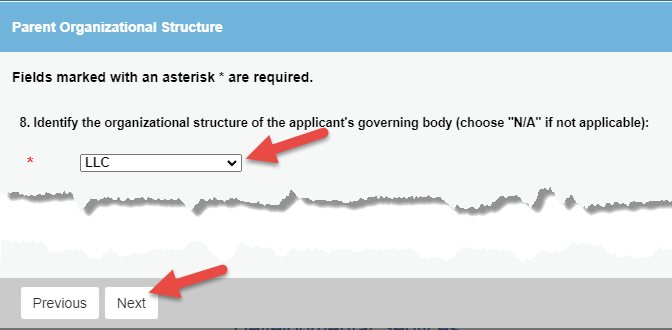 Parent Organizational Structure
Fields marked with an asterisk * are required.
8. Identify the organizational structure of the applicant's governing body (choose "N/A" if not applicable):
* LLC
Previous Next